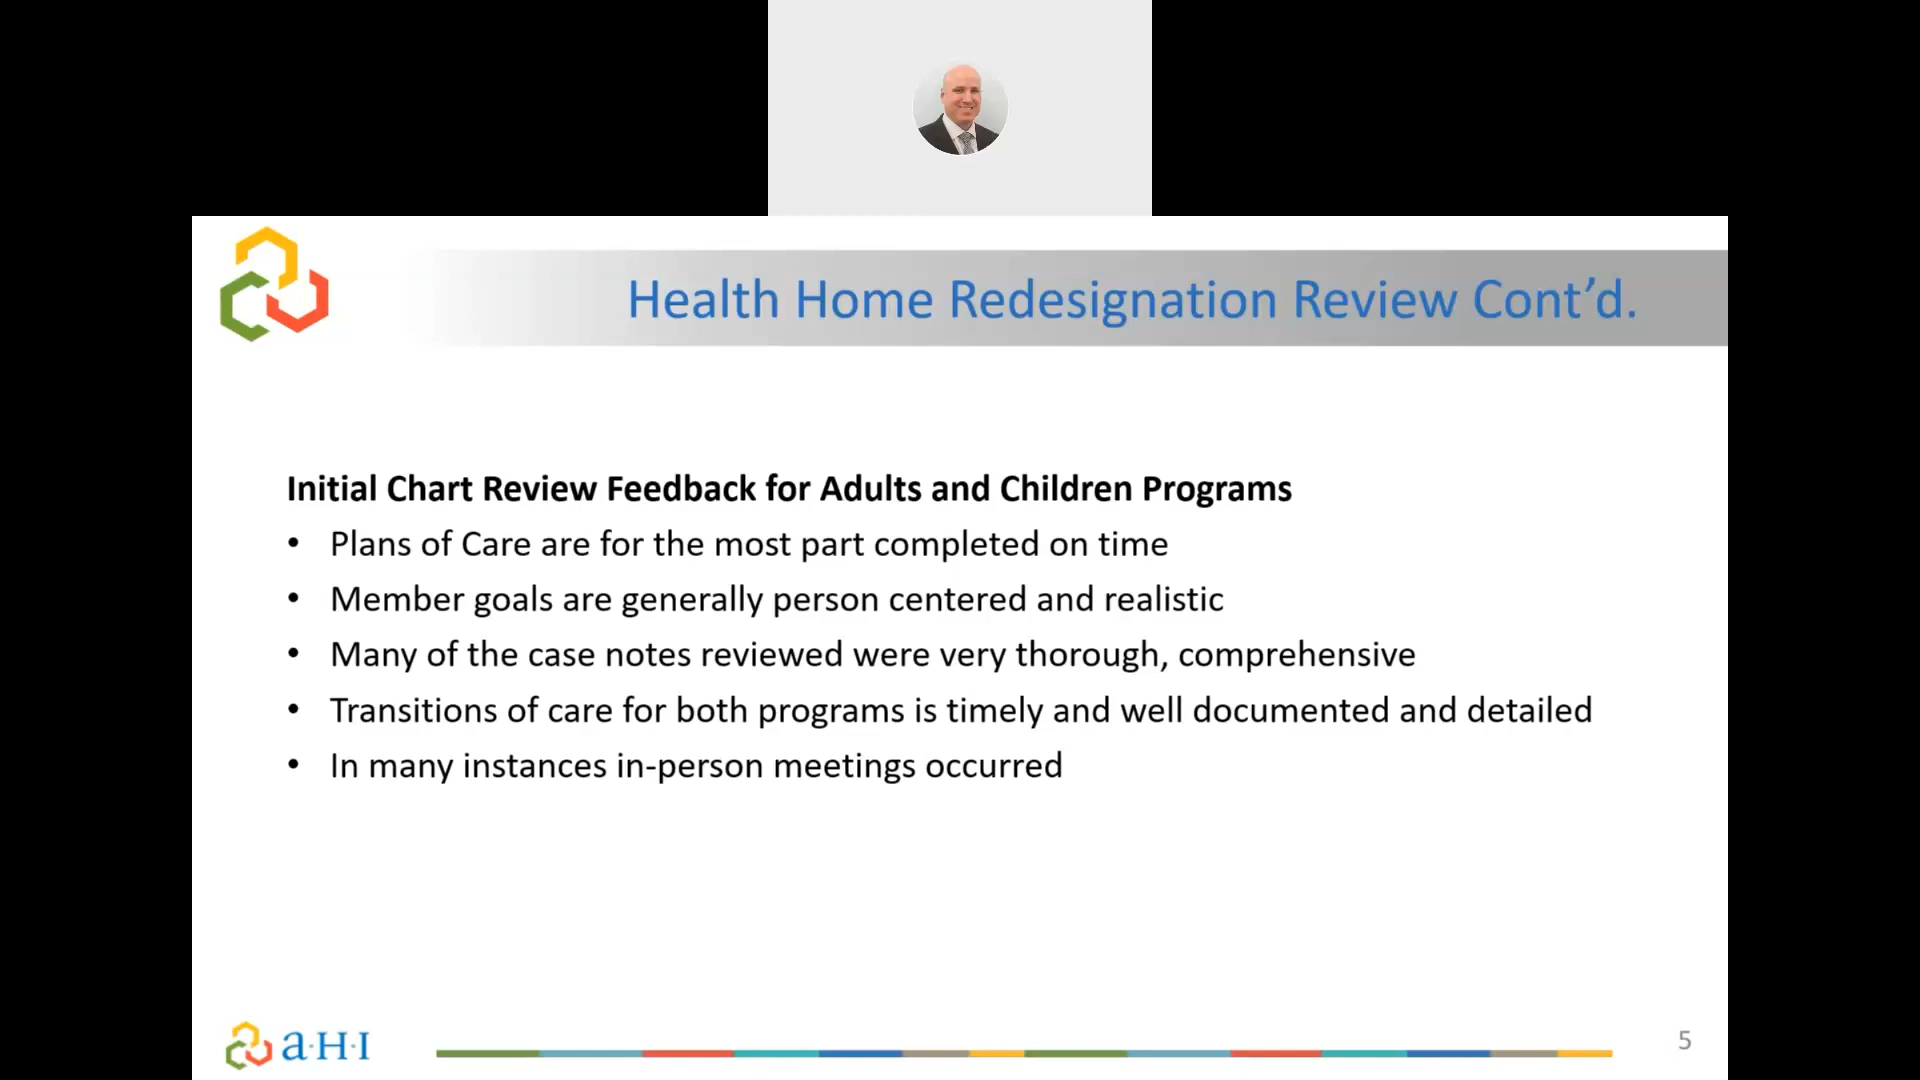 Health Home Redesignation Review Cont’d.
Initial Chart Review Feedback for Adults and Children Programs
• Plans of Care are for the most part completed on time
• Member goals are generally person centered and realistic
• Many of the case notes reviewed were very thorough, comprehensive
• Transitions of care for both programs is timely and well documented and detailed
• In many instances in-person meetings occurred
a·H·I
5